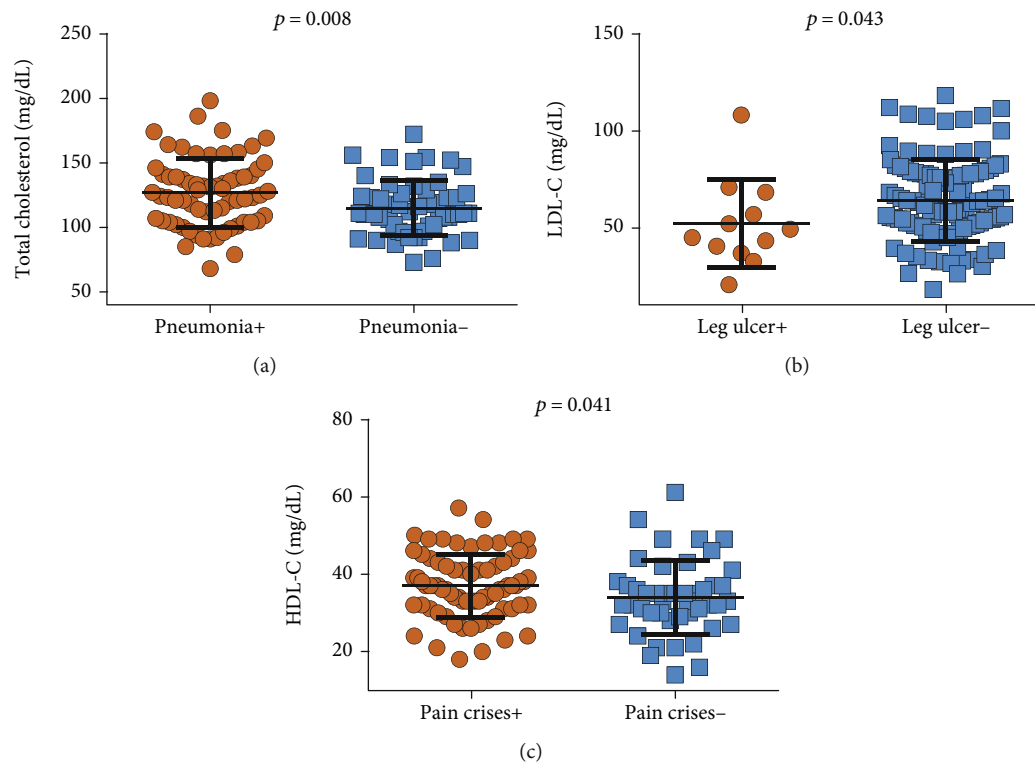 p = 0.008
Total cholesterol (mg/dL)
250
200
150
100
50
Pneumonia+
Pneumonia–
(a)
p = 0.043
LDL-C (mg/dL)
150
100
50
Leg ulcer+
Leg ulcer–
(b)
p = 0.041
HDL-C (mg/dL)
80
60
40
20
Pain crises+
Pain crises–
(c)